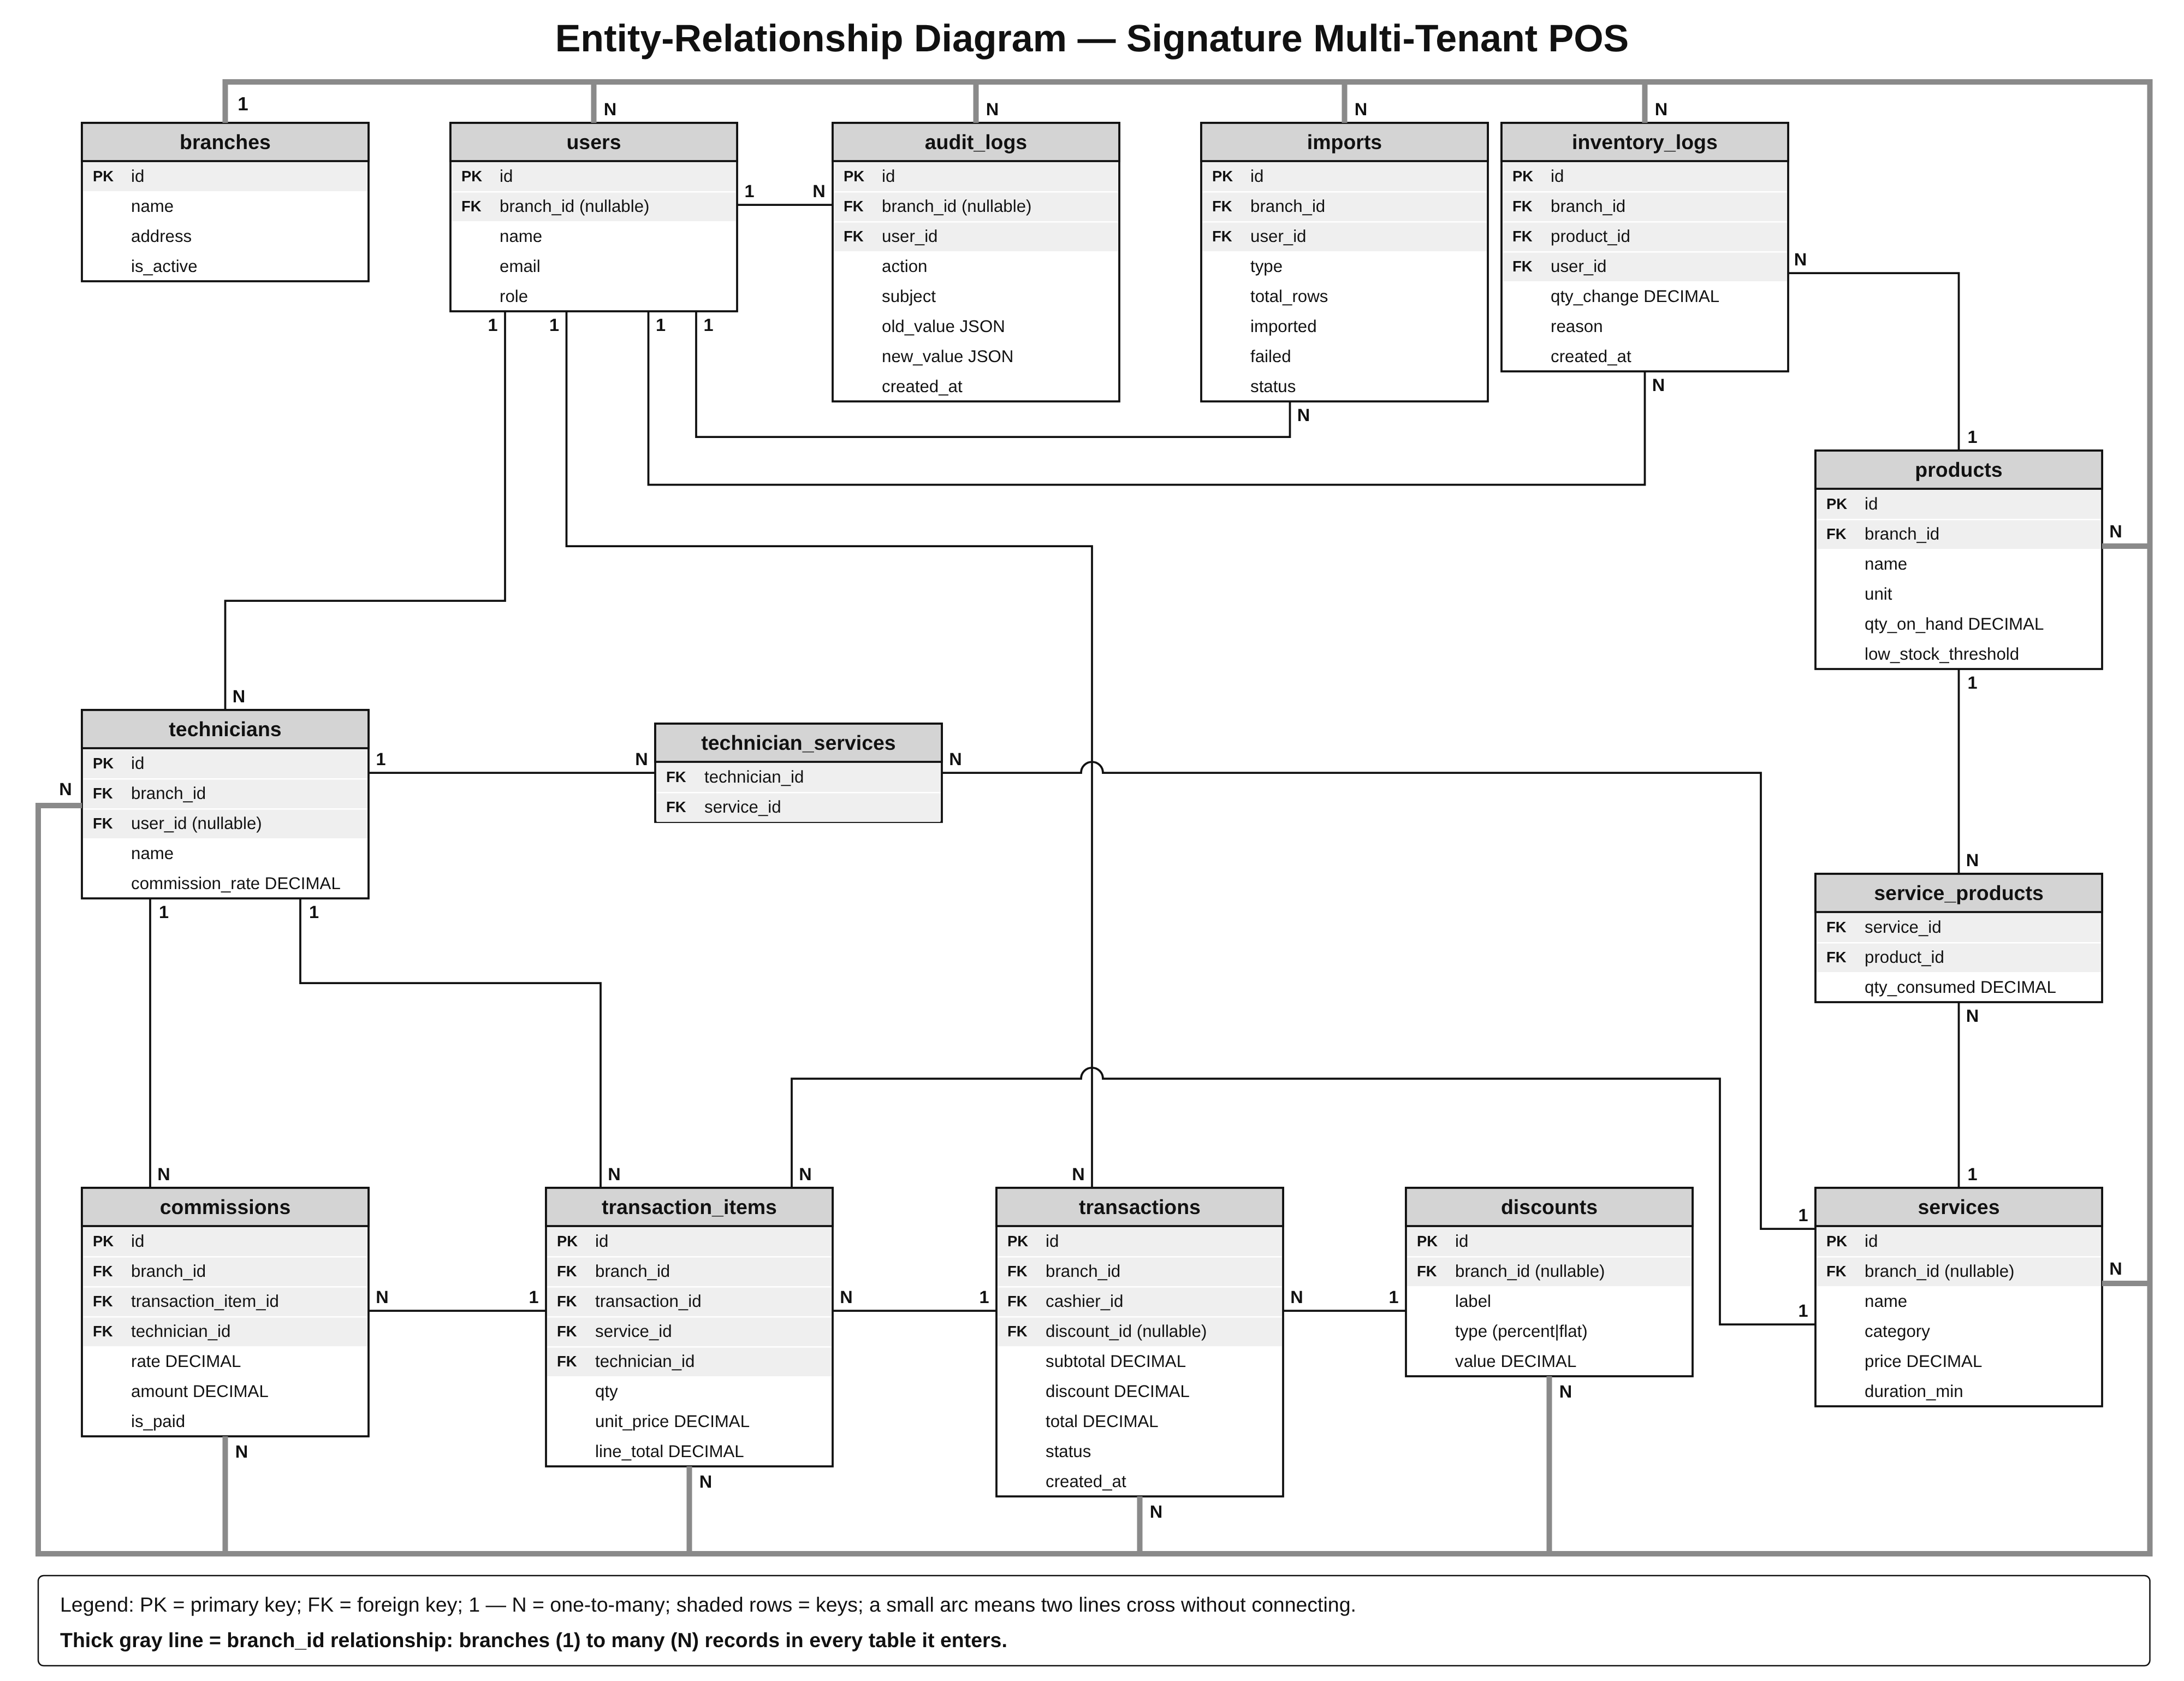 Entity-Relationship Diagram — Signature Multi-Tenant POS
1
N
N
N
N
branches
PK id
name
address
is_active
users
PK id
FK branch_id (nullable)
name
email
role
1
N
audit_logs
PK id
FK branch_id (nullable)
FK user_id
action
subject
old_value JSON
new_value JSON
created_at
imports
PK id
FK branch_id
FK user_id
type
total_rows
imported
failed
status
inventory_logs
PK id
FK branch_id
FK product_id
FK user_id
qty_change DECIMAL
reason
created_at
N
1
1
1
1
N
N
1
products
PK id
FK branch_id
name
unit
qty_on_hand DECIMAL
low_stock_threshold
N
1
N
technicians
PK id
FK branch_id
FK user_id (nullable)
name
commission_rate DECIMAL
N
1
N
technician_services
FK technician_id
FK service_id
N
1
1
N
service_products
FK service_id
FK product_id
qty_consumed DECIMAL
N
N
N
N
N
1
commissions
PK id
FK branch_id
FK transaction_item_id
FK technician_id
rate DECIMAL
amount DECIMAL
is_paid
N
N
1
transaction_items
PK id
FK branch_id
FK transaction_id
FK service_id
FK technician_id
qty
unit_price DECIMAL
line_total DECIMAL
N
N
1
transactions
PK id
FK branch_id
FK cashier_id
FK discount_id (nullable)
subtotal DECIMAL
discount DECIMAL
total DECIMAL
status
created_at
N
N
1
discounts
PK id
FK branch_id (nullable)
label
type (percent|flat)
value DECIMAL
N
1
1
services
PK id
FK branch_id (nullable)
name
category
price DECIMAL
duration_min
N
Legend: PK = primary key; FK = foreign key; 1 — N = one-to-many; shaded rows = keys; a small arc means two lines cross without connecting.
Thick gray line = branch_id relationship: branches (1) to many (N) records in every table it enters.